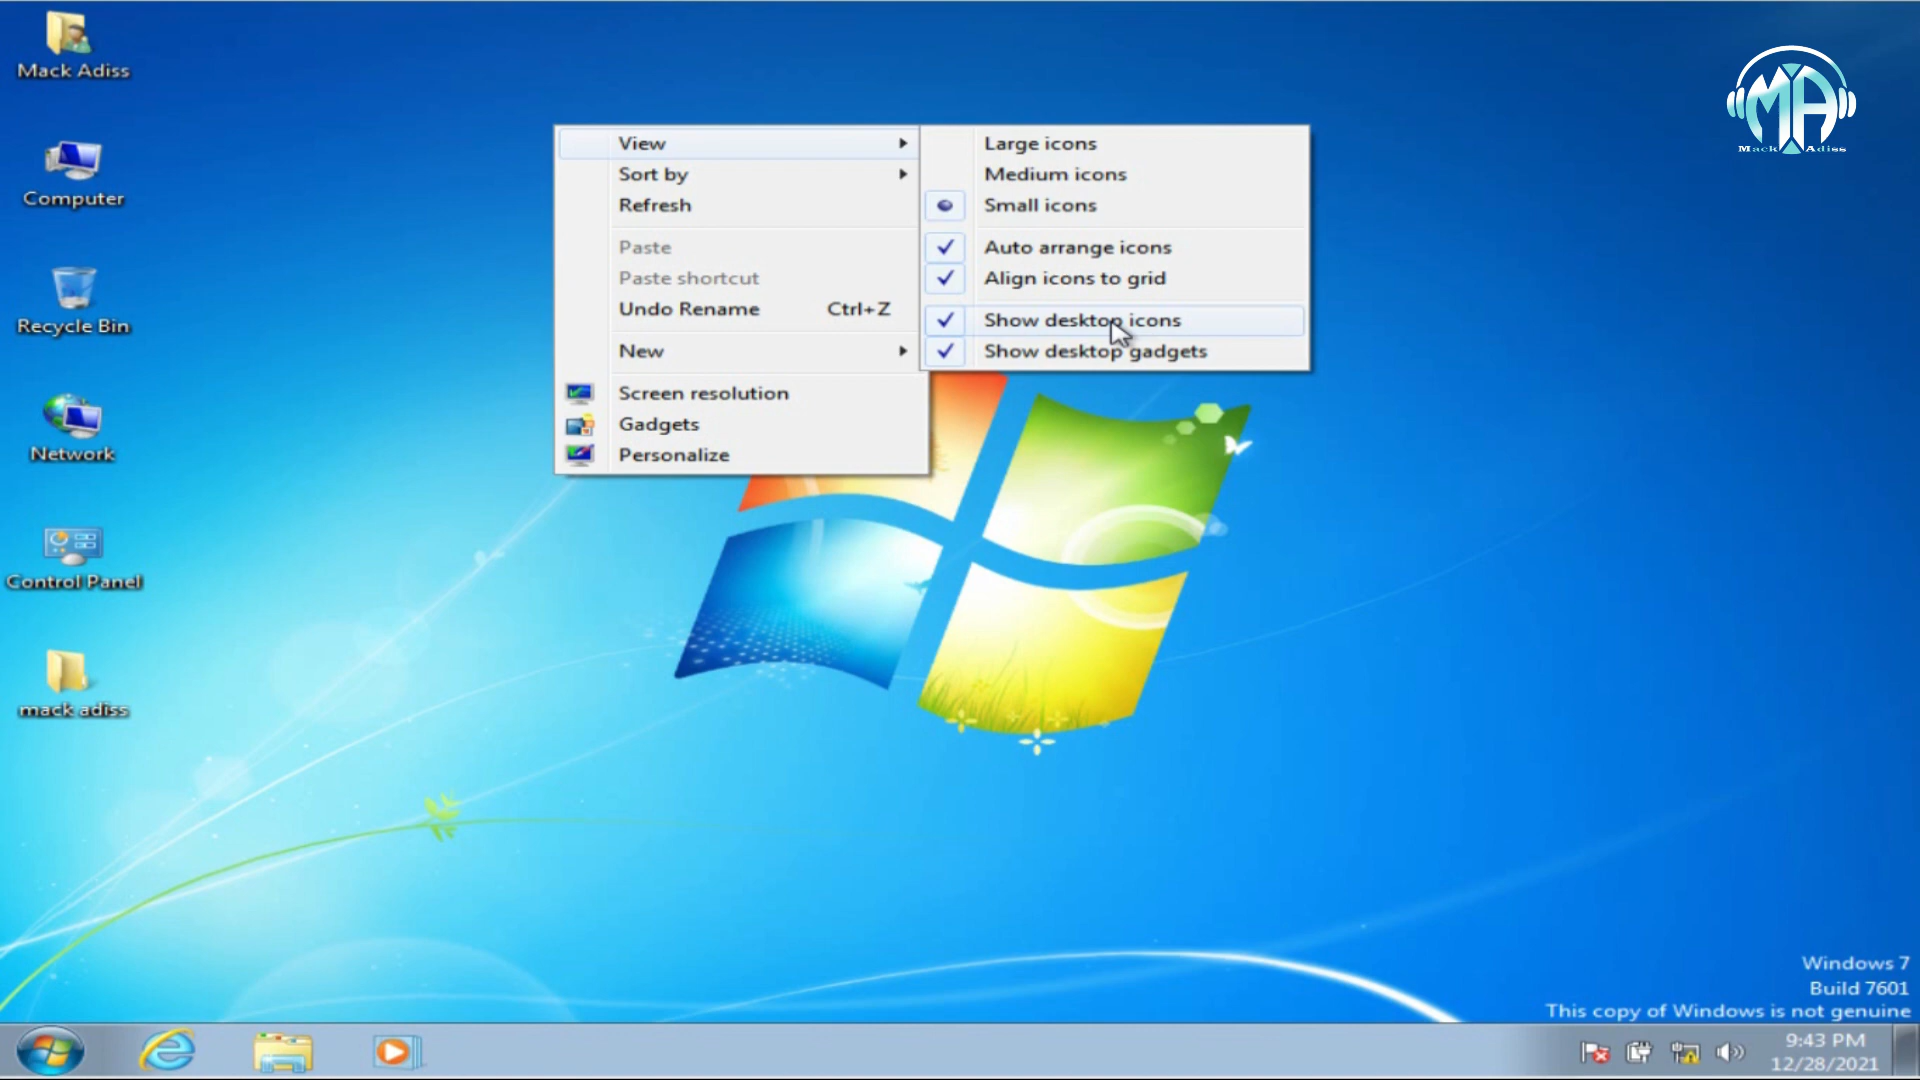 Mack Adiss
Computer
Recycle Bin
Network
Control Panel
mack adiss
View
Sort by
Refresh
Paste
Paste shortcut
Undo Rename Ctrl+Z
New
Screen resolution
Gadgets
Personalize
Large icons
Medium icons
Small icons
Auto arrange icons
Align icons to grid
Show desktop icons
Show desktop gadgets
MA
Mack Adiss
Windows 7
Build 7601
This copy of Windows is not genuine
9:43 PM
12/28/2021